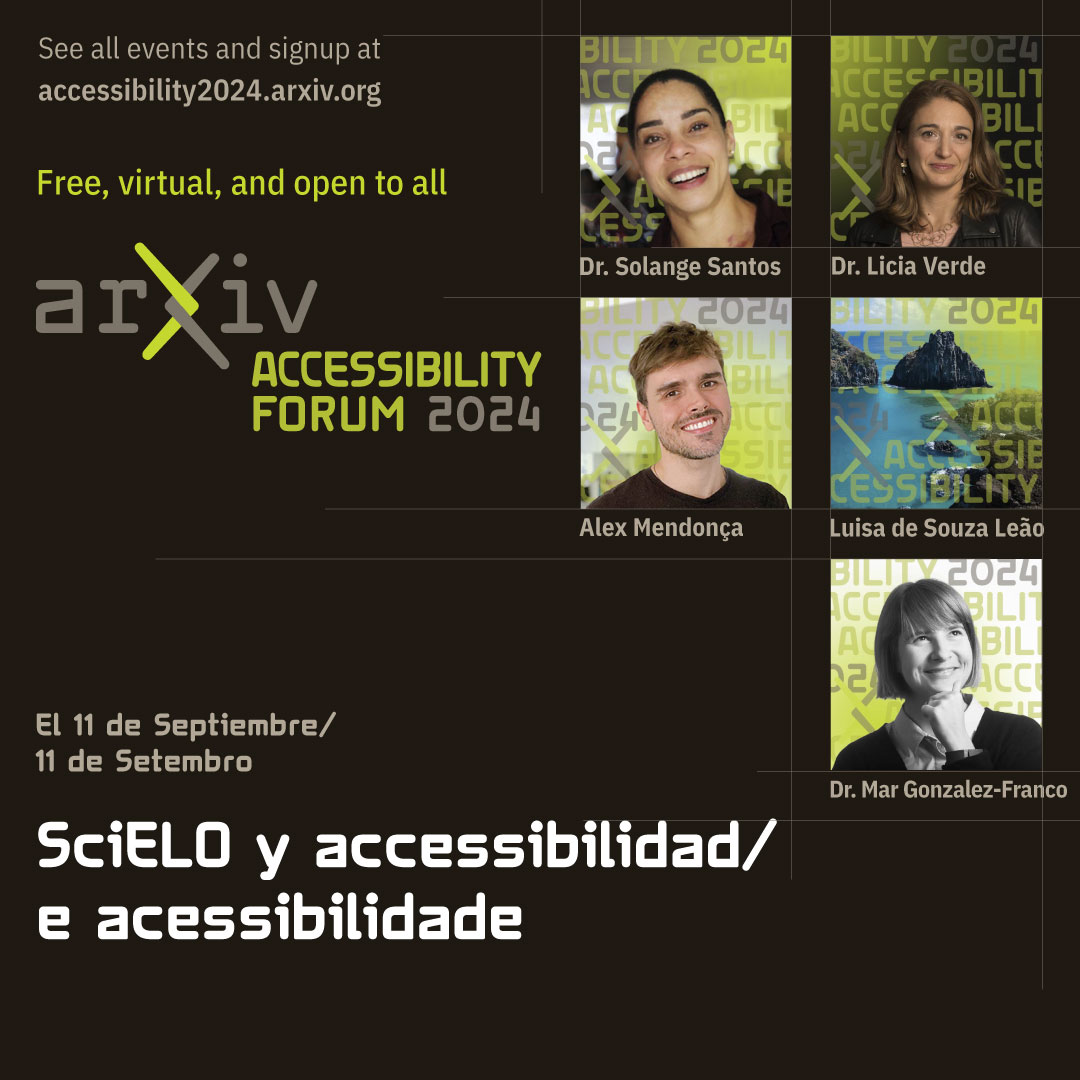 See all events and signup at
accessibility2024.arxiv.org
Free, virtual, and open to all
arXiv
ACCESSIBILITY
FORUM 2024
Dr. Solange Santos
Dr. Licia Verde
Alex Mendonça
Luisa de Souza Leão
Dr. Mar Gonzalez-Franco
El 11 de Septiembre/
11 de Setembro
SciELO y accessibilidad/
e acessibilidade